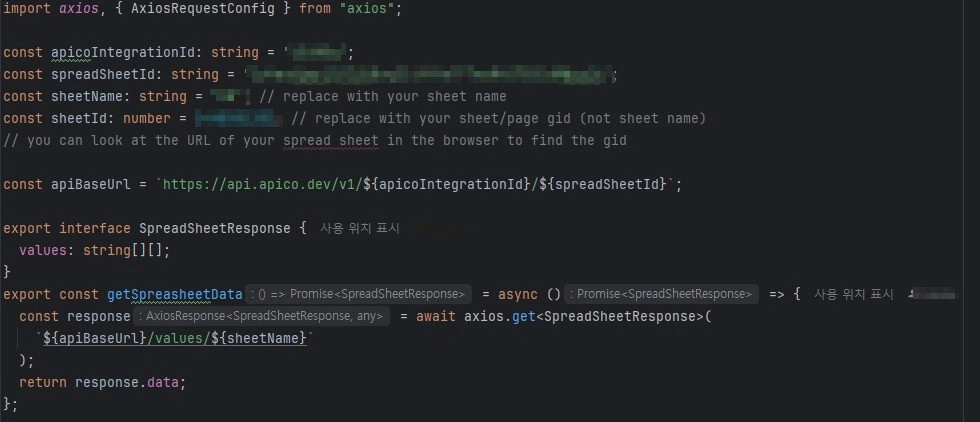 import axios, { AxiosRequestConfig } from "axios";
const apicoIntegrationId: string = ';
const spreadSheetId: string = ';
const sheetName: string = ; // replace with your sheet name
const sheetId: number = ; // replace with your sheet/page gid (not sheet name)
// you can look at the URL of your spread sheet in the browser to find the gid
const apiBaseUrl = `https://api.apico.dev/v1/${apicoIntegrationId}/${spreadSheetId}`;
export interface SpreadSheetResponse { 사용 위치 표시
values: string[][];
}
export const getSpreasheetData : () => Promise<SpreadSheetResponse> = async () : Promise<SpreadSheetResponse> => { 사용 위치 표시
const response : AxiosResponse<SpreadSheetResponse, any> = await axios.get<SpreadSheetResponse>(
`${apiBaseUrl}/values/${sheetName}`
);
return response.data;
};